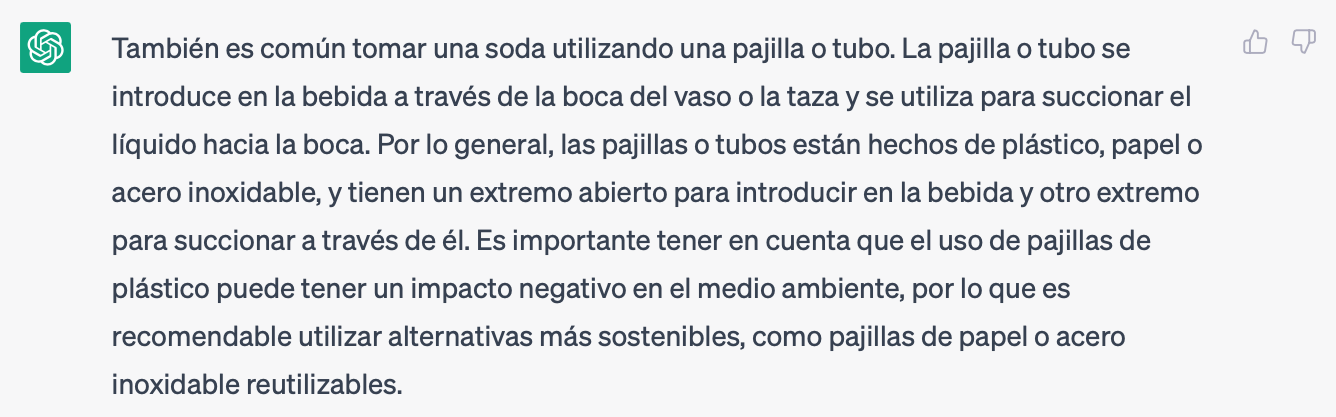 También es común tomar una soda utilizando una pajilla o tubo. La pajilla o tubo se
introduce en la bebida a través de la boca del vaso o la taza y se utiliza para succionar el
líquido hacia la boca. Por lo general, las pajillas o tubos están hechos de plástico, papel o
acero inoxidable, y tienen un extremo abierto para introducir en la bebida y otro extremo
para succionar a través de él. Es importante tener en cuenta que el uso de pajillas de
plástico puede tener un impacto negativo en el medio ambiente, por lo que es
recomendable utilizar alternativas más sostenibles, como pajillas de papel o acero
inoxidable reutilizables.